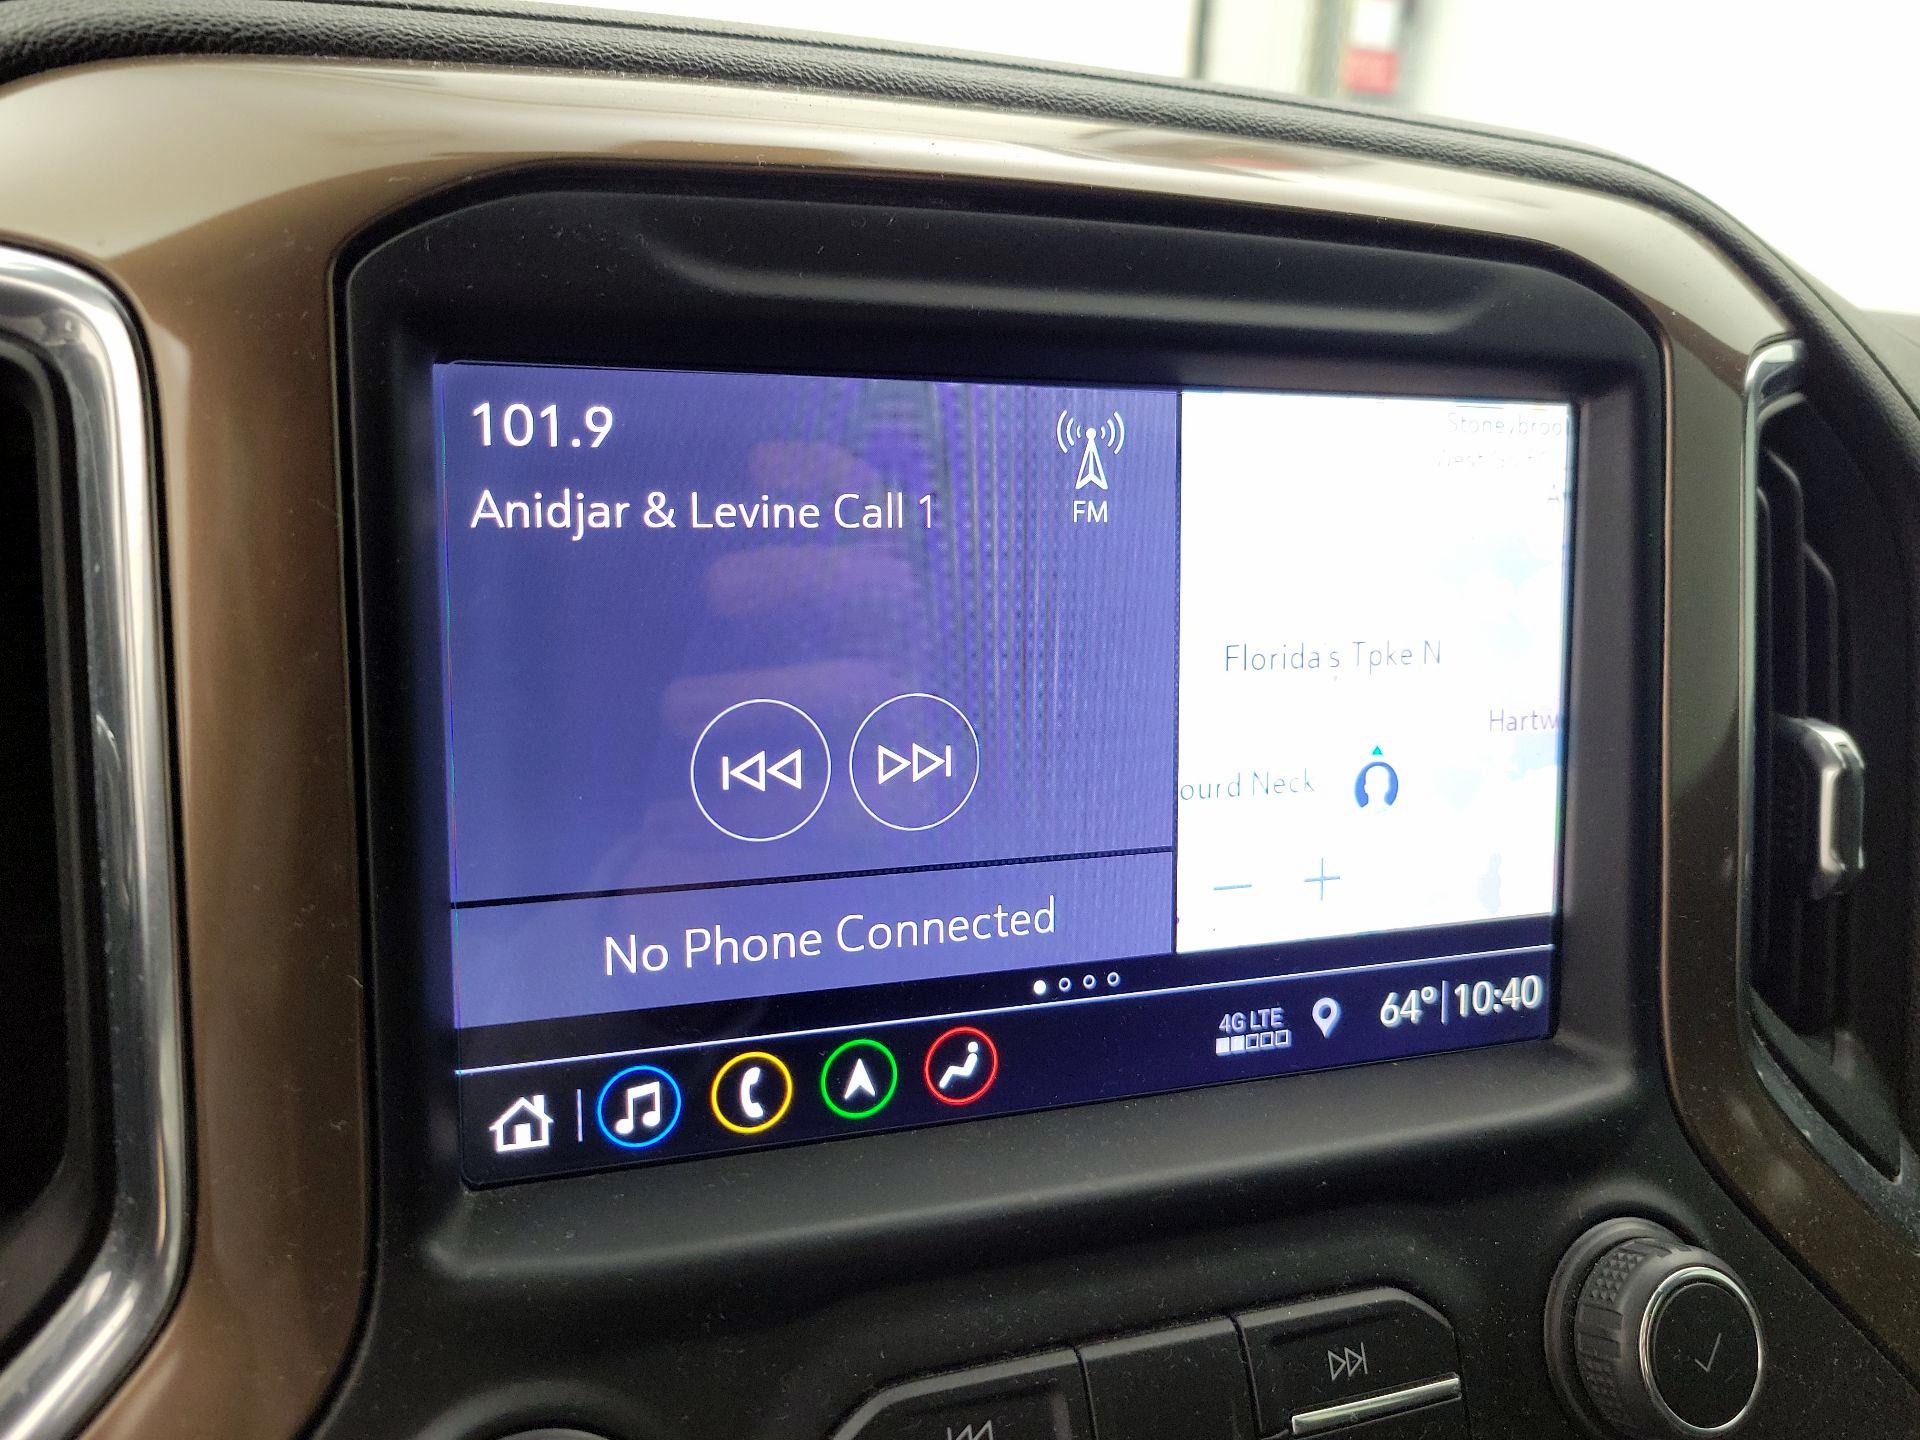 101.9
Anidjar & Levine Call 1
FM
No Phone Connected
Florida's Tpke N
Hartw
ourd Neck
4G LTE
64°|10:40